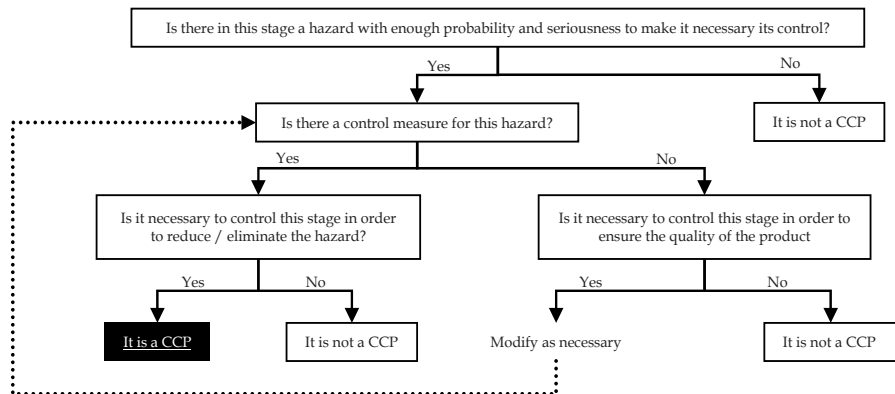 Is there in this stage a hazard with enough probability and seriousness to make it necessary its control?
Yes
No
Is there a control measure for this hazard?
It is not a CCP
Yes
No
Is it necessary to control this stage in order
to reduce / eliminate the hazard?
Is it necessary to control this stage in order to
ensure the quality of the product
Yes
No
Yes
No
It is a CCP
It is not a CCP
Modify as necessary
It is not a CCP